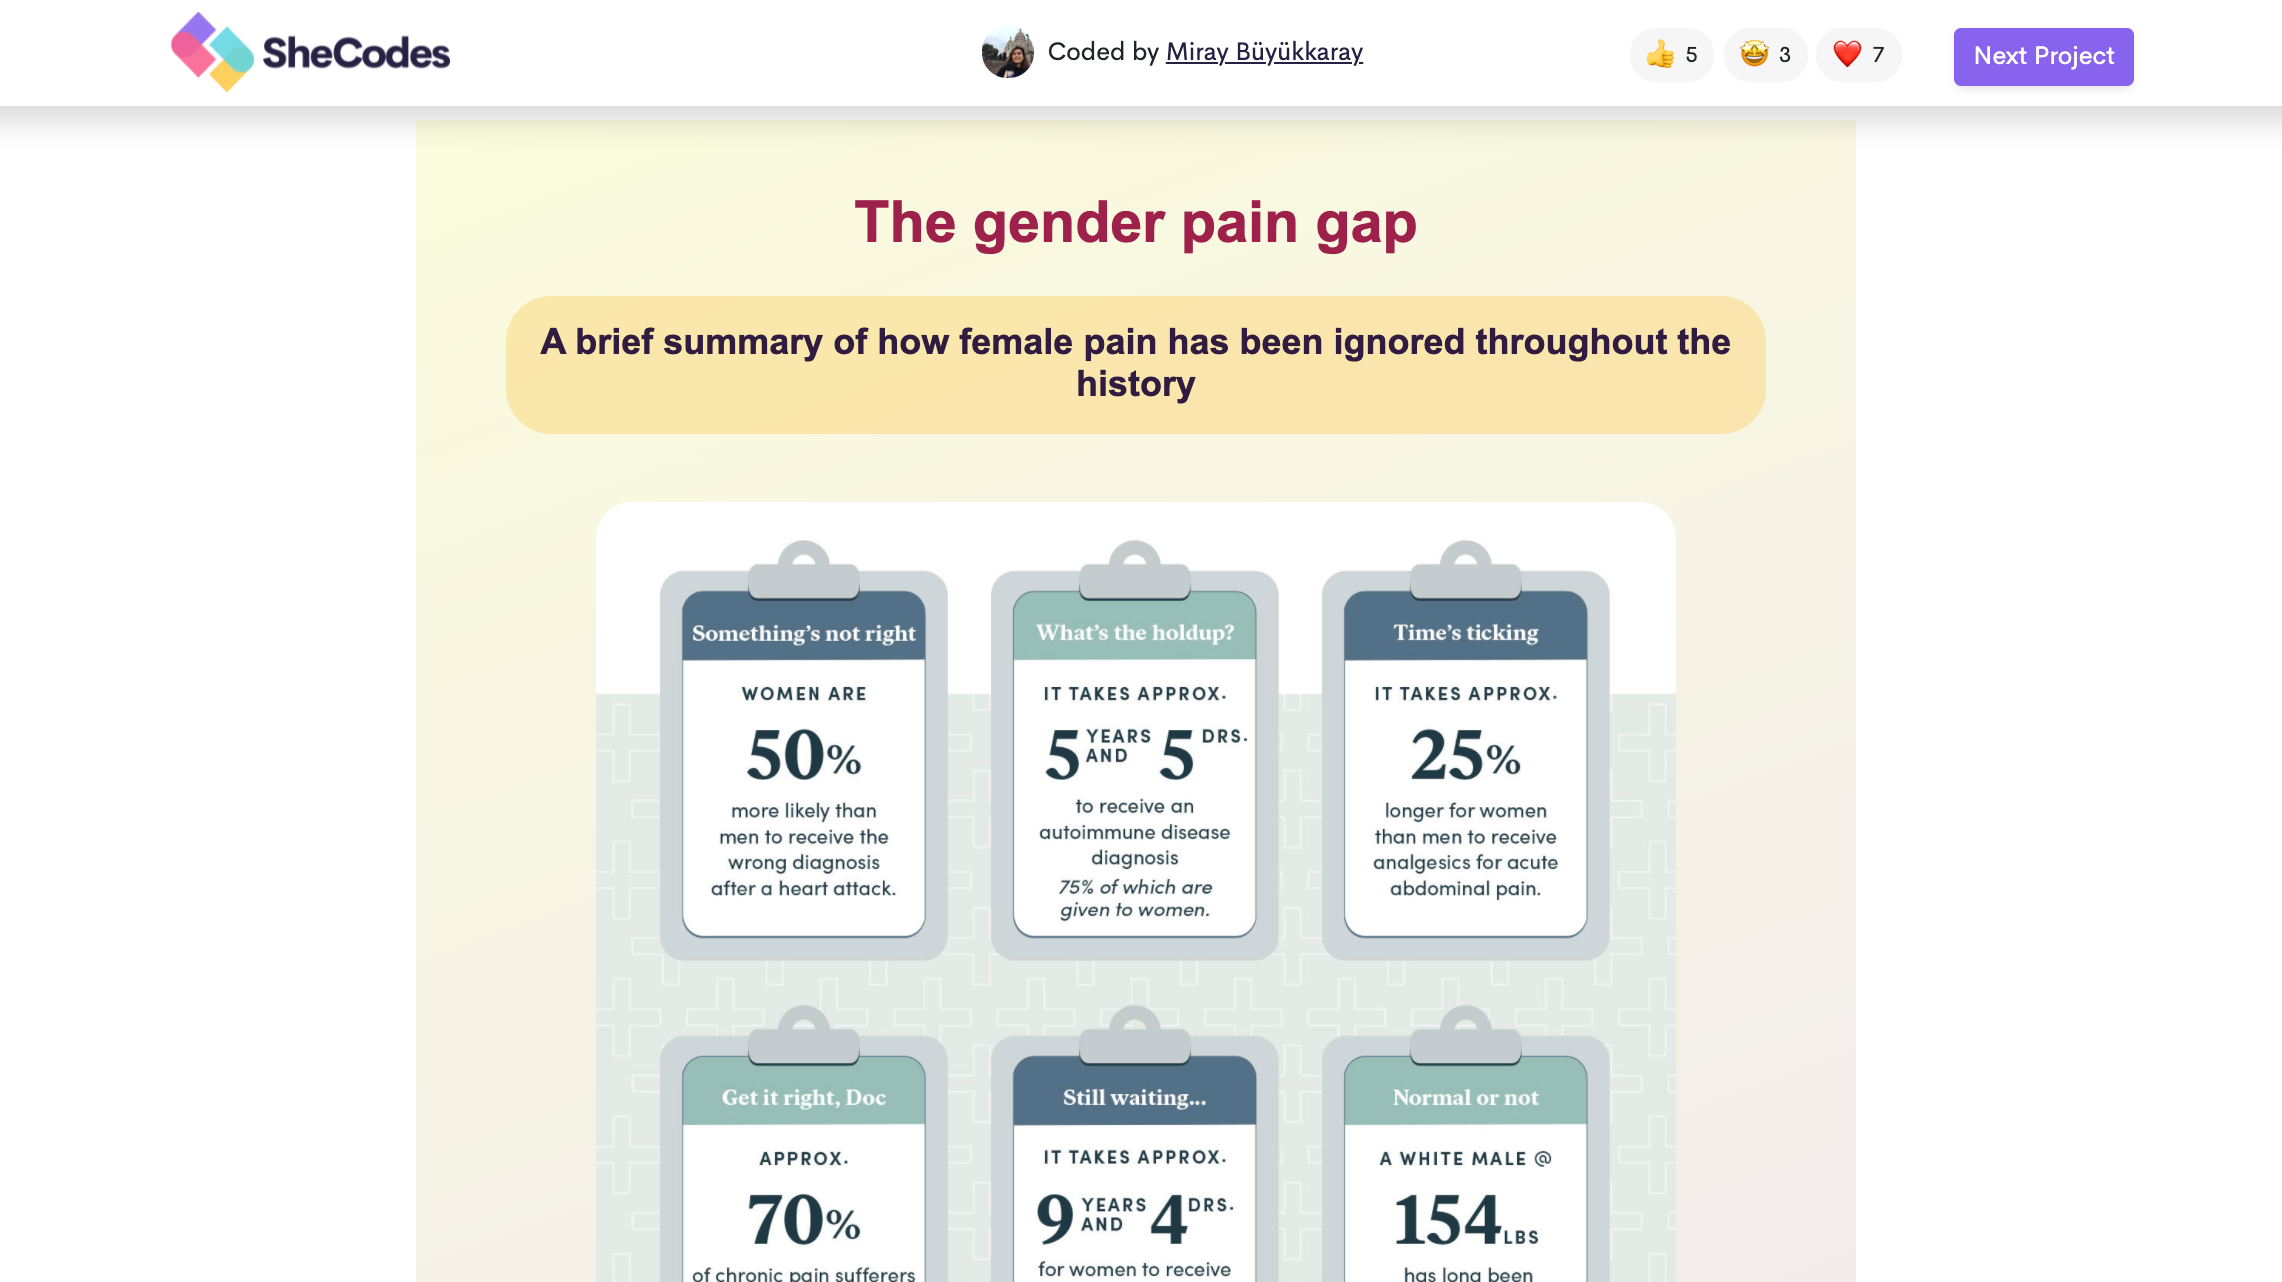 SheCodes
Coded by Miray Büyükkaray
👍 5
🤩 3
❤️ 7
Next Project
The gender pain gap
A brief summary of how female pain has been ignored throughout the
history
Something's not right
WOMEN ARE
50%
more likely than
men to receive the
wrong diagnosis
after a heart attack.
What's the holdup?
IT TAKES APPROX.
5 YEARS AND 5 DRS.
to receive an
autoimmune disease
diagnosis
75% of which are
given to women.
Time's ticking
IT TAKES APPROX.
25%
longer for women
than men to receive
analgesics for acute
abdominal pain.
Get it right, Doc
APPROX.
70%
of chronic pain sufferers
Still waiting...
IT TAKES APPROX.
9 YEARS AND 4 DRS.
for women to receive
Normal or not
A WHITE MALE @
154 LBS
has long been